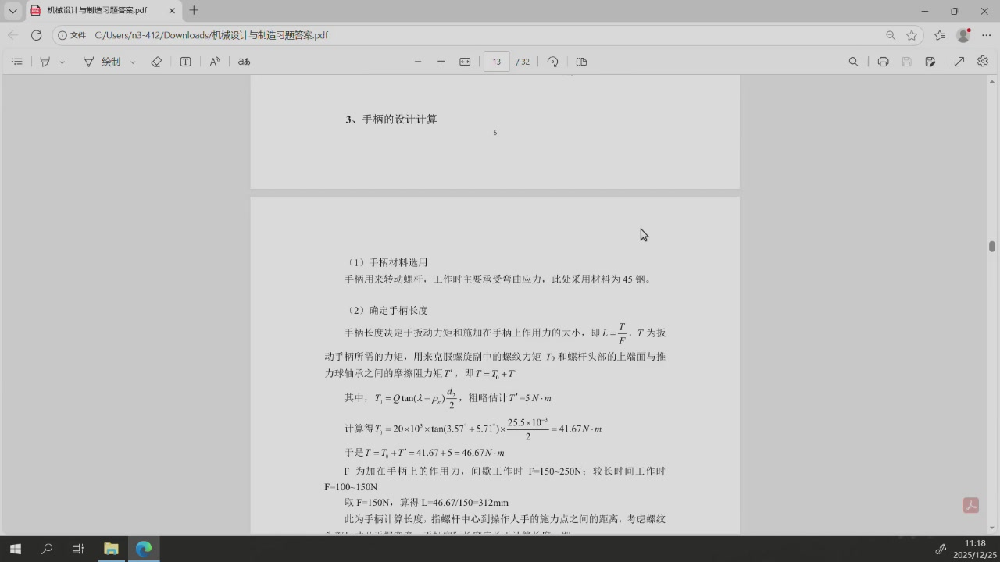 机械设计与制造习题答案.pdf
文件 C:/Users/n3-412/Downloads/机械设计与制造习题答案.pdf
绘制
aあ
13 / 32
3、手柄的设计计算
5
（1）手柄材料选用
手柄用来转动螺杆，工作时主要承受弯曲应力，此处采用材料为 45 钢。
（2）确定手柄长度
手柄长度决定于扳动力矩和施加在手柄上作用力的大小，即 L=T/F，T 为扳
动手柄所需的力矩，用来克服螺旋副中的螺纹力矩 T₀ 和螺杆头部的上端面与推
力球轴承之间的摩擦阻力矩 T′，即 T=T₀+T′
其中，T₀=Q tan(λ+ρᵥ)d₂/2，粗略估计 T′=5 N·m
计算得 T₀=20×10³×tan(3.57°+5.71°)×25.5×10⁻³/2=41.67N·m
于是 T=T₀+T′=41.67+5=46.67N·m
F 为加在手柄上的作用力，间歇工作时 F=150~250N；较长时间工作时
F=100~150N
取 F=150N，算得 L=46.67/150=312mm
此为手柄计算长度，指螺杆中心到操作人手的施力点之间的距离，考虑螺纹
11:18
2025/12/25